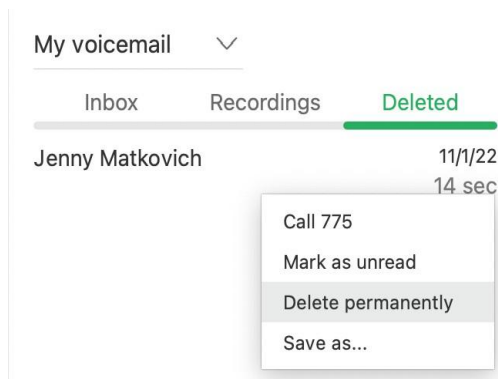 My voicemail
Inbox Recordings Deleted
Jenny Matkovich 11/1/22
14 sec
Call 775
Mark as unread
Delete permanently
Save as...